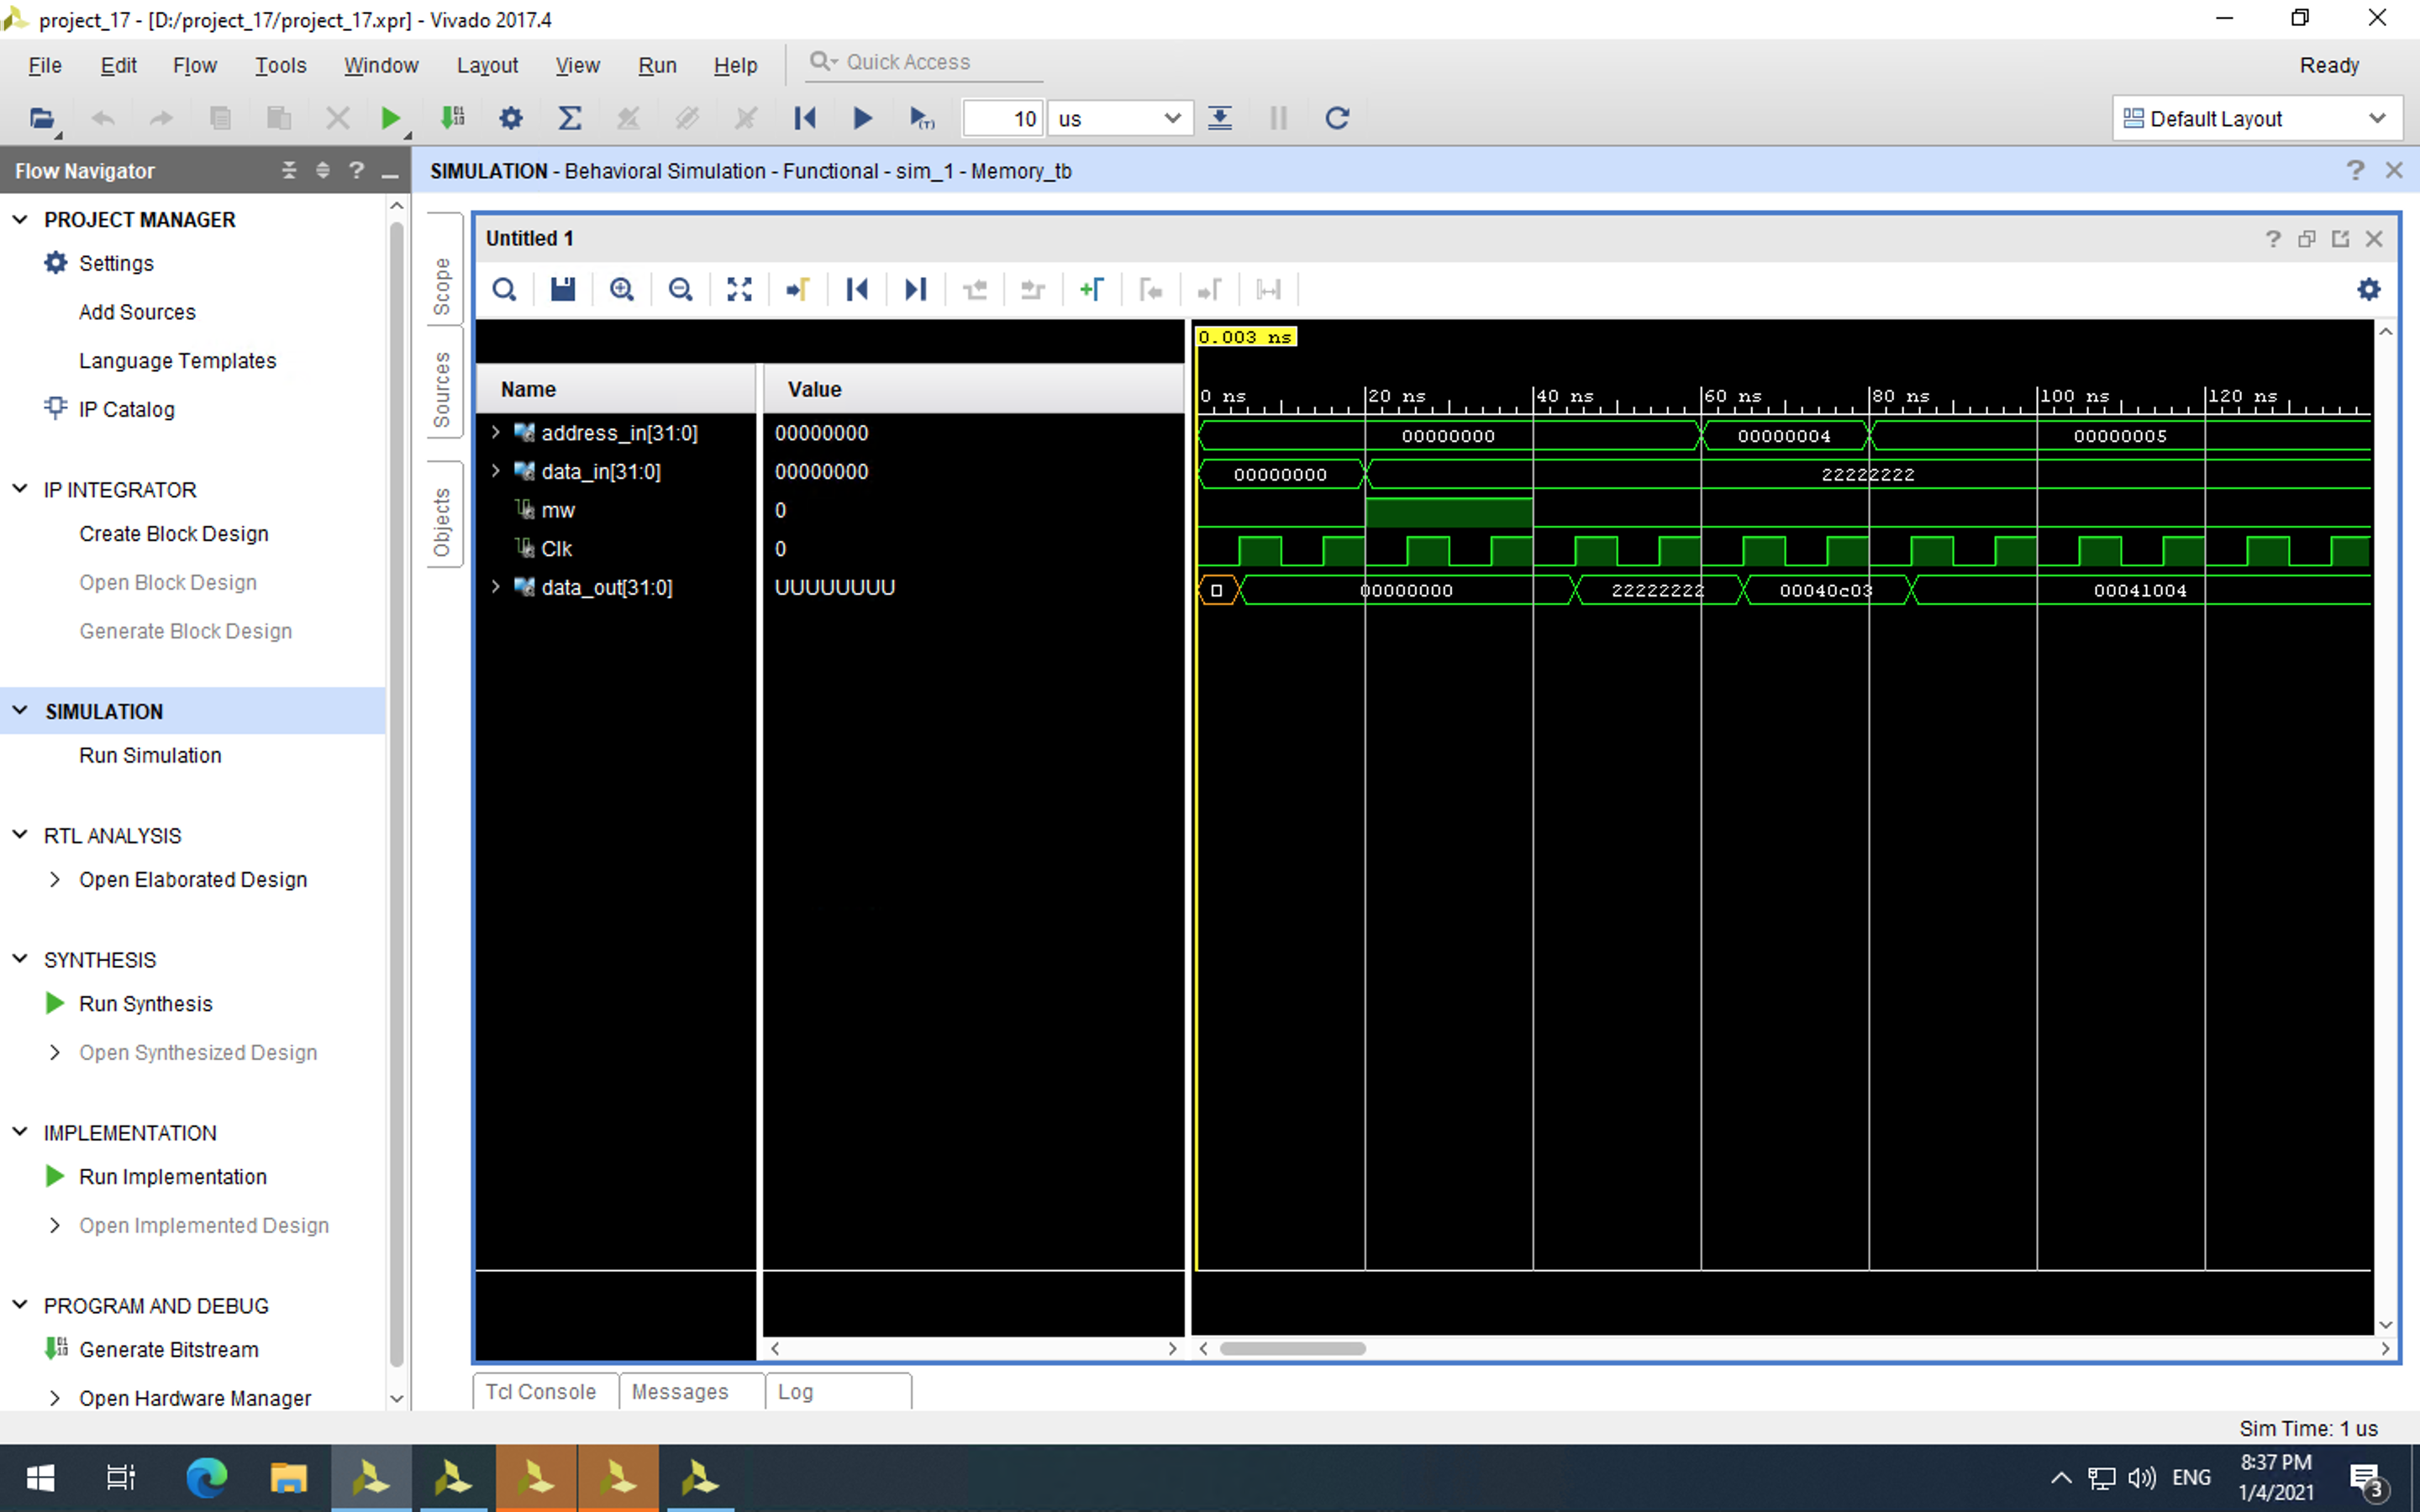 project_17 - [D:/project_17/project_17.xpr] - Vivado 2017.4
File Edit Flow Tools Window Layout View Run Help Quick Access Ready
10 us Default Layout
Flow Navigator
PROJECT MANAGER
Settings
Add Sources
Language Templates
IP Catalog
IP INTEGRATOR
Create Block Design
Open Block Design
Generate Block Design
SIMULATION
Run Simulation
RTL ANALYSIS
Open Elaborated Design
SYNTHESIS
Run Synthesis
Open Synthesized Design
IMPLEMENTATION
Run Implementation
Open Implemented Design
PROGRAM AND DEBUG
Generate Bitstream
Open Hardware Manager
SIMULATION - Behavioral Simulation - Functional - sim_1 - Memory_tb
Scope
Sources
Objects
Untitled 1
0.003 ns
Name Value
0 ns 20 ns 40 ns 60 ns 80 ns 100 ns 120 ns
address_in[31:0] 00000000 00000000 00000004 00000005
data_in[31:0] 00000000 00000000 22222222
mw 0
Clk 0
data_out[31:0] UUUUUUUU 00000000 22222222 00040c03 00041004
Tcl Console Messages Log
Sim Time: 1 us
ENG
8:37 PM
1/4/2021
3